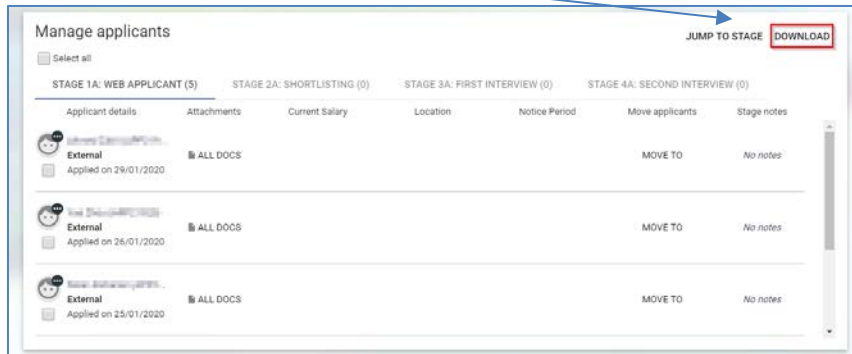 Manage applicants
JUMP TO STAGE DOWNLOAD
Select all
STAGE 1A: WEB APPLICANT (5) STAGE 2A: SHORTLISTING (0) STAGE 3A: FIRST INTERVIEW (0) STAGE 4A: SECOND INTERVIEW (0)
Applicant details Attachments Current Salary Location Notice Period Move applicants Stage notes
External ALL DOCS MOVE TO No notes
Applied on 29/01/2020
External ALL DOCS MOVE TO No notes
Applied on 26/01/2020
External ALL DOCS MOVE TO No notes
Applied on 25/01/2020